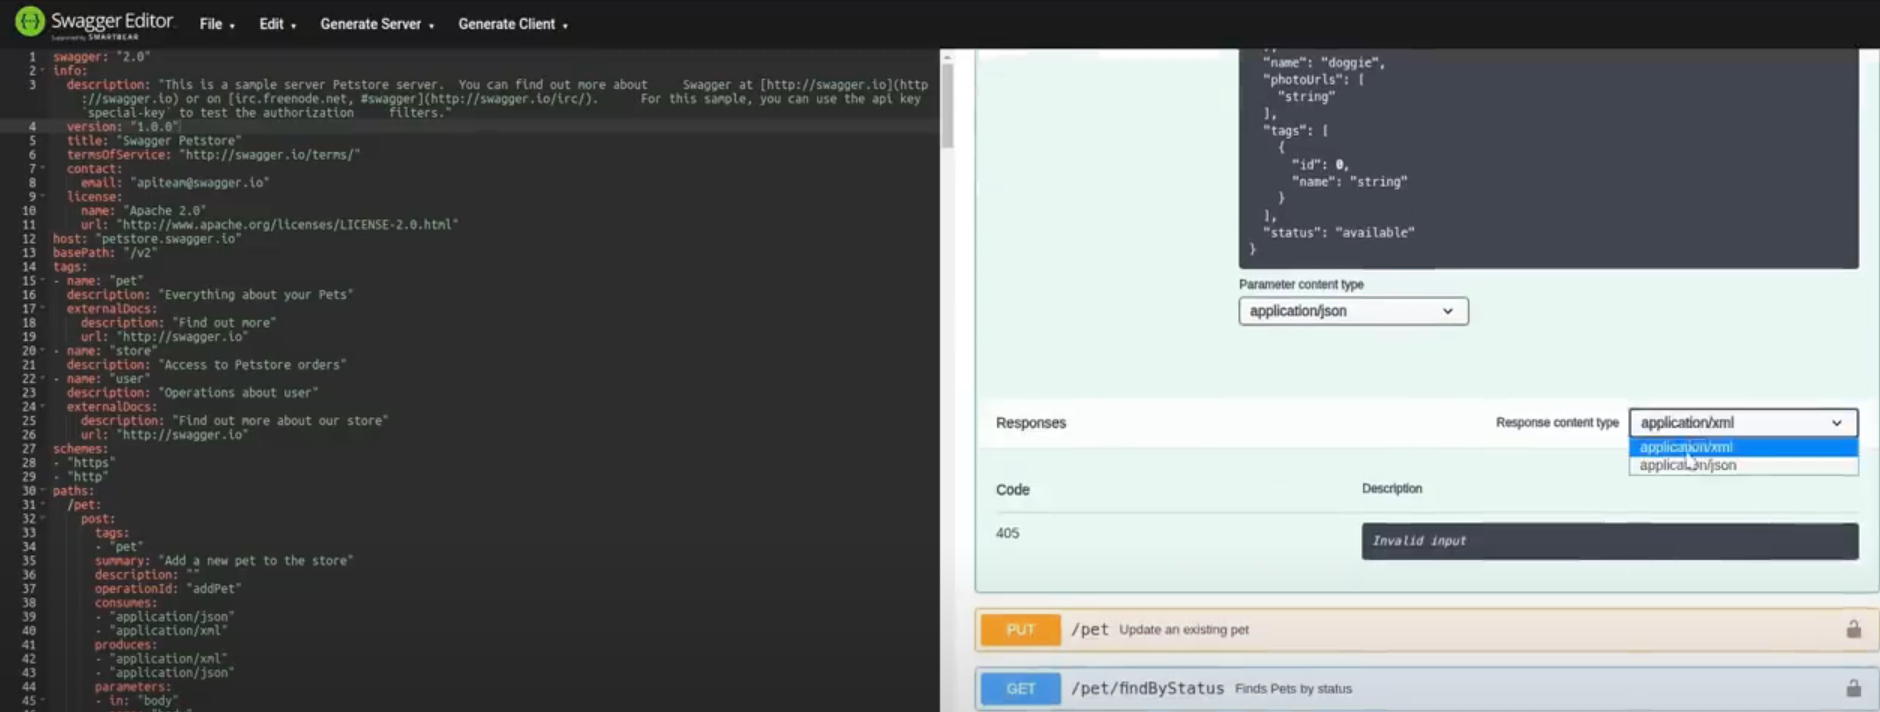 Swagger Editor
Supported by SMARTBEAR
File
Edit
Generate Server
Generate Client
1 swagger: "2.0"
2 info:
3 description: "This is a sample server Petstore server.  You can find out more about     Swagger at [http://swagger.io](http
://swagger.io) or on [irc.freenode.net, #swagger](http://swagger.io/irc/).      For this sample, you can use the api key
`special-key` to test the authorization     filters."
4 version: "1.0.0"
5 title: "Swagger Petstore"
6 termsOfService: "http://swagger.io/terms/"
7 contact:
8 email: "apiteam@swagger.io"
9 license:
10 name: "Apache 2.0"
11 url: "http://www.apache.org/licenses/LICENSE-2.0.html"
12 host: "petstore.swagger.io"
13 basePath: "/v2"
14 tags:
15 - name: "pet"
16 description: "Everything about your Pets"
17 externalDocs:
18 description: "Find out more"
19 url: "http://swagger.io"
20 - name: "store"
21 description: "Access to Petstore orders"
22 - name: "user"
23 description: "Operations about user"
24 externalDocs:
25 description: "Find out more about our store"
26 url: "http://swagger.io"
27 schemes:
28 - "https"
29 - "http"
30 paths:
31 /pet:
32 post:
33 tags:
34 - "pet"
35 summary: "Add a new pet to the store"
36 description: ""
37 operationId: "addPet"
38 consumes:
39 - "application/json"
40 - "application/xml"
41 produces:
42 - "application/xml"
43 - "application/json"
44 parameters:
45 - in: "body"
"name": "doggie",
"photoUrls": [
"string"
],
"tags": [
{
"id": 0,
"name": "string"
}
],
"status": "available"
}
Parameter content type
application/json
Responses
Response content type
application/xml
application/xml
application/json
Code
Description
405
Invalid input
PUT /pet Update an existing pet
GET /pet/findByStatus Finds Pets by status